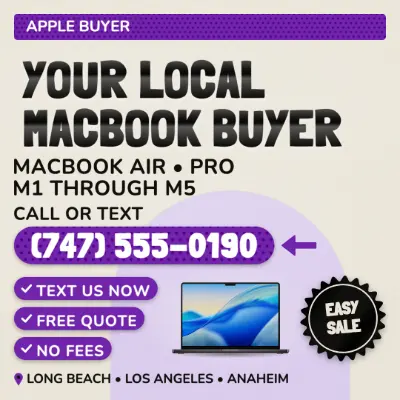 APPLE BUYER
YOUR LOCAL
MACBOOK BUYER
MACBOOK AIR • PRO
M1 THROUGH M5
CALL OR TEXT
(747) 555-0190
TEXT US NOW
FREE QUOTE
NO FEES
EASY
SALE
LONG BEACH • LOS ANGELES • ANAHEIM